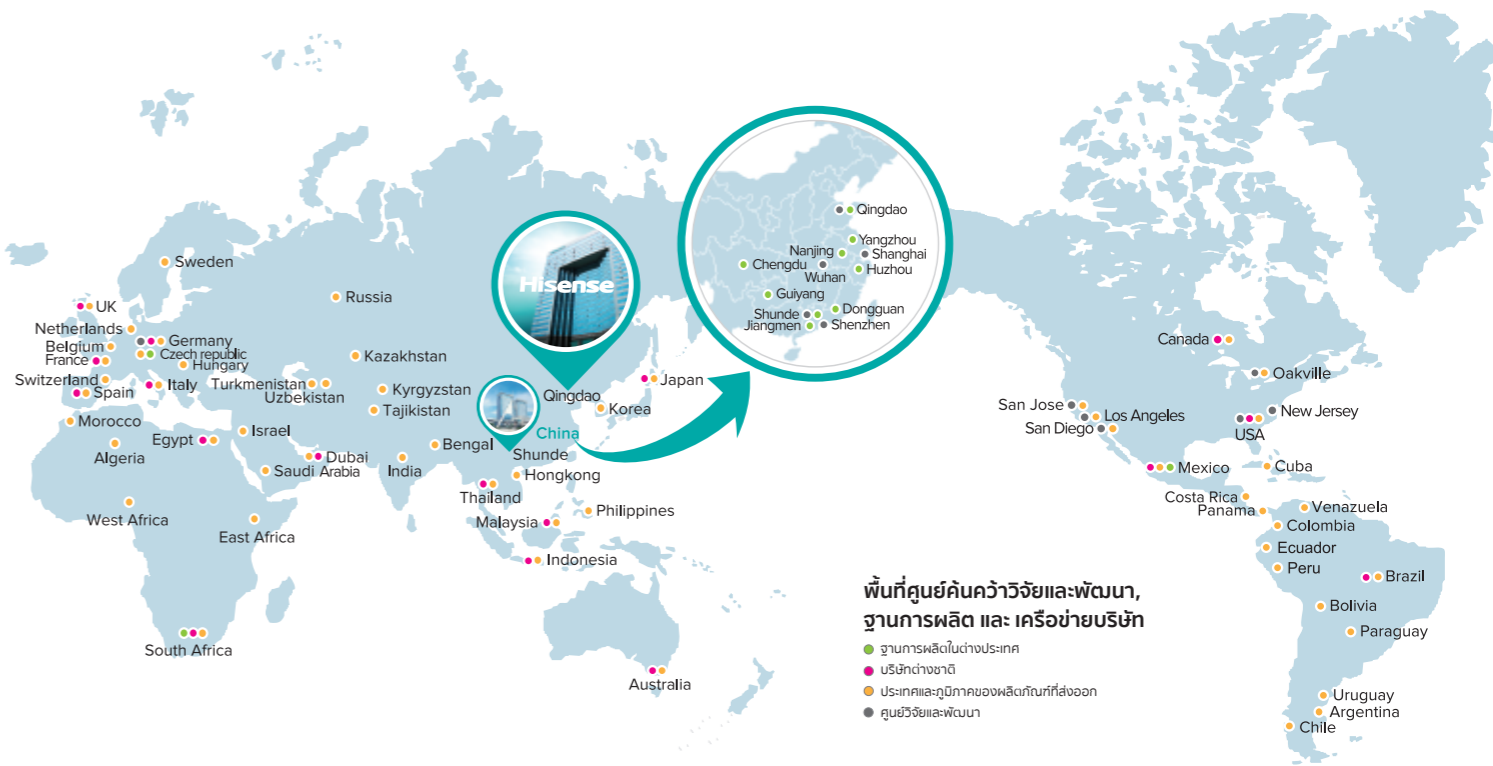 Sweden
Russia
UK
Netherlands
Germany
Belgium
Czech republic
France
Hungary
Switzerland
Spain
Italy
Kazakhstan
Turkmenistan
Uzbekistan
Kyrgyzstan
Tajikistan
Morocco
Algeria
Egypt
Israel
Dubai
Saudi Arabia
India
Bengal
West Africa
East Africa
South Africa
Hisense
Qingdao
China
Shunde
Japan
Korea
Hongkong
Thailand
Philippines
Malaysia
Indonesia
Australia
Qingdao
Yangzhou
Nanjing
Shanghai
Chengdu
Wuhan
Huzhou
Guiyang
Dongguan
Shunde
Jiangmen
Shenzhen
Canada
Oakville
San Jose
Los Angeles
San Diego
New Jersey
USA
Mexico
Cuba
Costa Rica
Panama
Venazuela
Colombia
Ecuador
Peru
Brazil
Bolivia
Paraguay
Uruguay
Argentina
Chile
พื้นที่ศูนย์ค้นคว้าวิจัยและพัฒนา,
ฐานการผลิต และ เครือข่ายบริษัท
ฐานการผลิตในต่างประเทศ
บริษัทต่างชาติ
ประเทศและภูมิภาคของผลิตภัณฑ์ที่ส่งออก
ศูนย์วิจัยและพัฒนา